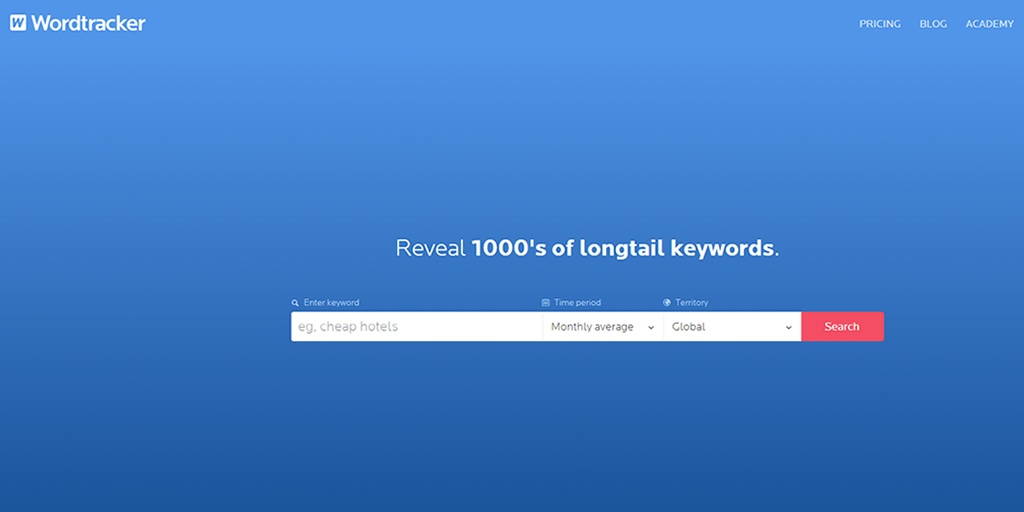 W Wordtracker
PRICING BLOG ACADEMY
Reveal 1000's of longtail keywords.
Enter keyword Time period Territory
eg, cheap hotels Monthly average Global Search